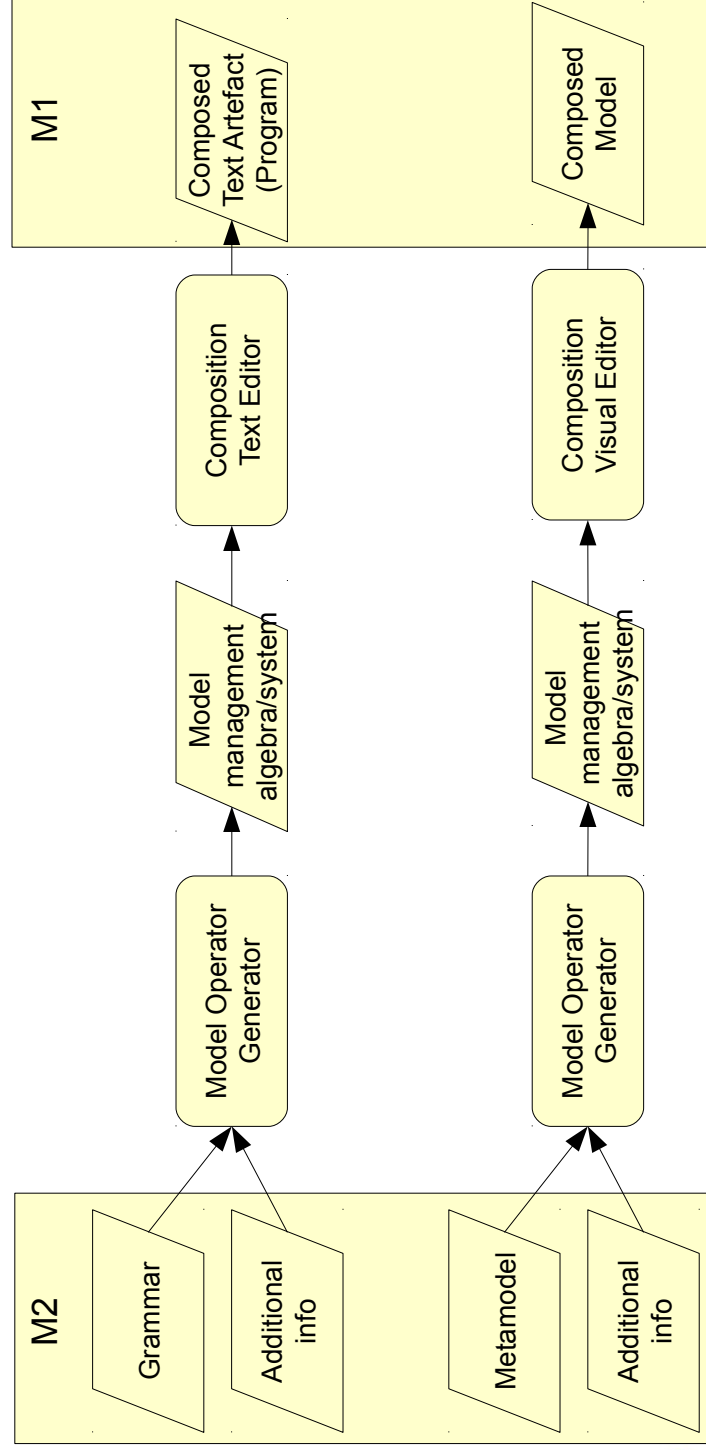 M2
Grammar
Additional
info
Metamodel
Additional
info
Model Operator
Generator
Model Operator
Generator
Model
management
algebra/system
Model
management
algebra/system
Composition
Text Editor
Composition
Visual Editor
M1
Composed
Text Artefact
(Program)
Composed
Model